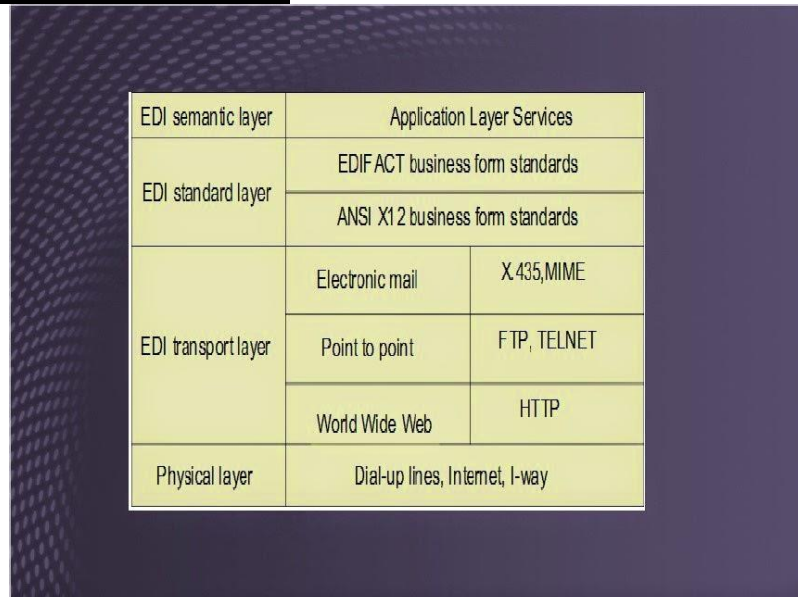 EDI semantic layer
Application Layer Services
EDI standard layer
EDIFACT business form standards
ANSI X12 business form standards
EDI transport layer
Electronic mail
X.435,MIME
Point to point
FTP, TELNET
World Wide Web
HTTP
Physical layer
Dial-up lines, Internet, I-way